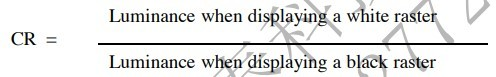 Luminance when displaying a white raster
CR =
Luminance when displaying a black raster